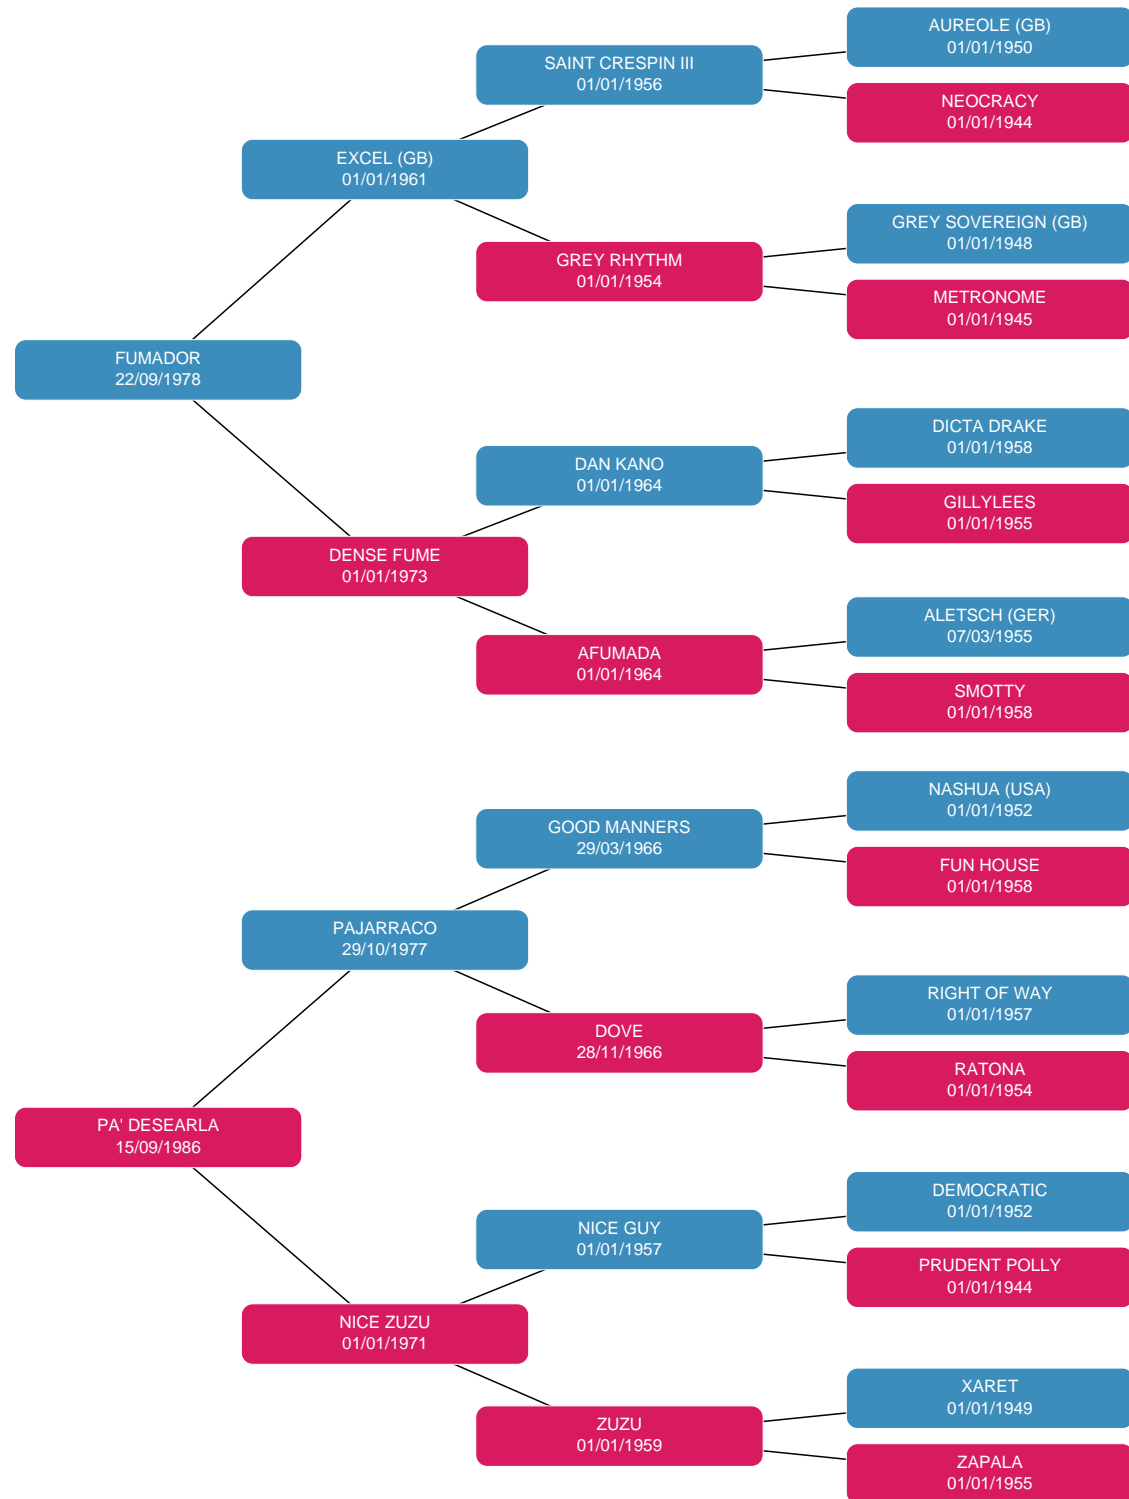 AUREOLE (GB)
01/01/1950
SAINT CRESPIN III
01/01/1956
NEOCRACY
01/01/1944
EXCEL (GB)
01/01/1961
GREY SOVEREIGN (GB)
01/01/1948
GREY RHYTHM
01/01/1954
METRONOME
01/01/1945
FUMADOR
22/09/1978
DICTA DRAKE
01/01/1958
DAN KANO
01/01/1964
GILLYLEES
01/01/1955
DENSE FUME
01/01/1973
ALETSCH (GER)
07/03/1955
AFUMADA
01/01/1964
SMOTTY
01/01/1958
NASHUA (USA)
01/01/1952
GOOD MANNERS
29/03/1966
FUN HOUSE
01/01/1958
PAJARRACO
29/10/1977
RIGHT OF WAY
01/01/1957
DOVE
28/11/1966
RATONA
01/01/1954
PA' DESEARLA
15/09/1986
DEMOCRATIC
01/01/1952
NICE GUY
01/01/1957
PRUDENT POLLY
01/01/1944
NICE ZUZU
01/01/1971
XARET
01/01/1949
ZUZU
01/01/1959
ZAPALA
01/01/1955